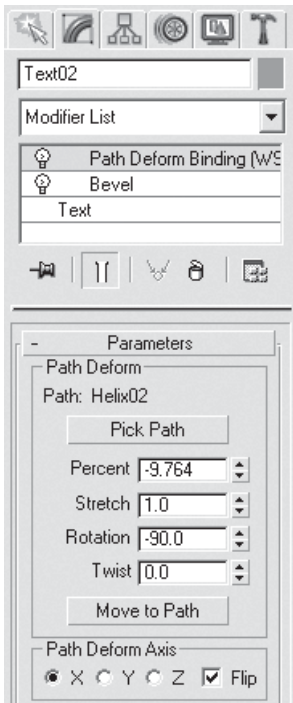 Text02
Modifier List
Path Deform Binding (WS
Bevel
Text
- Parameters
Path Deform
Path: Helix02
Pick Path
Percent -9.764
Stretch 1.0
Rotation -90.0
Twist 0.0
Move to Path
Path Deform Axis
X Y Z Flip